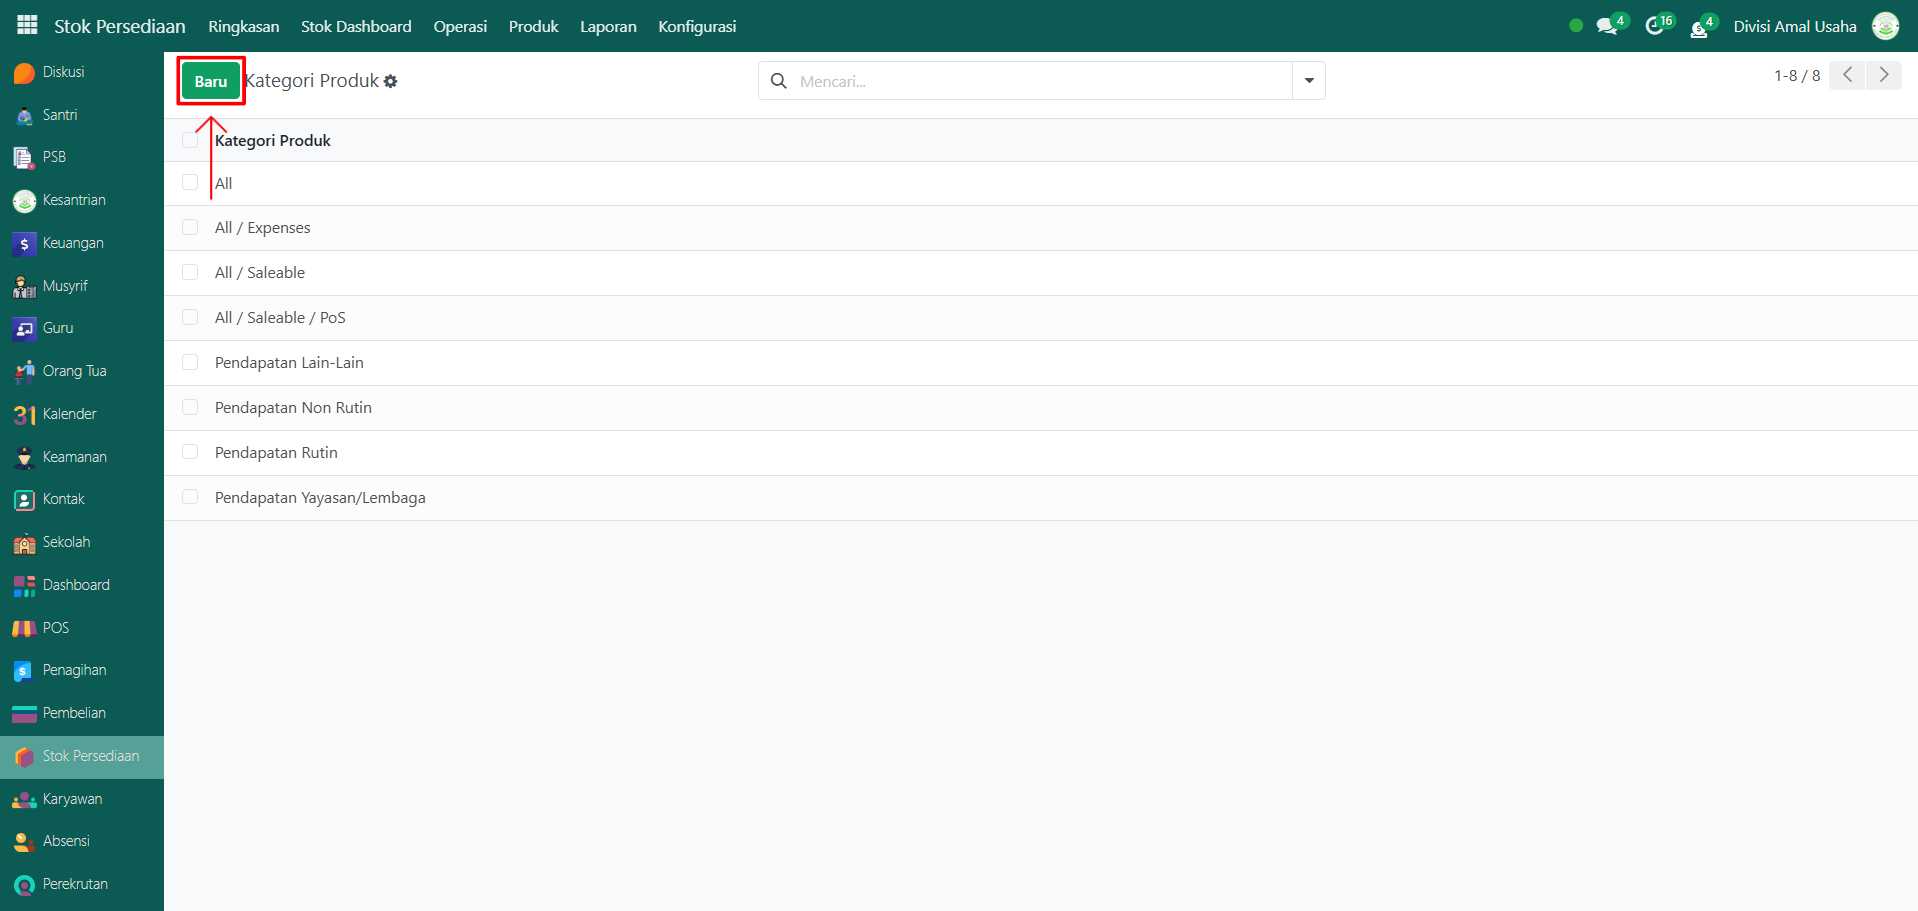 Stok Persediaan Ringkasan Stok Dashboard Operasi Produk Laporan Konfigurasi 4 16 4 Divisi Amal Usaha
Baru Kategori Produk Mencari... 1-8 / 8
Kategori Produk
All
All / Expenses
All / Saleable
All / Saleable / PoS
Pendapatan Lain-Lain
Pendapatan Non Rutin
Pendapatan Rutin
Pendapatan Yayasan/Lembaga
Diskusi
Santri
PSB
Kesantrian
Keuangan
Musyrif
Guru
Orang Tua
31 Kalender
Keamanan
Kontak
Sekolah
Dashboard
POS
Penagihan
Pembelian
Stok Persediaan
Karyawan
Absensi
Perekrutan